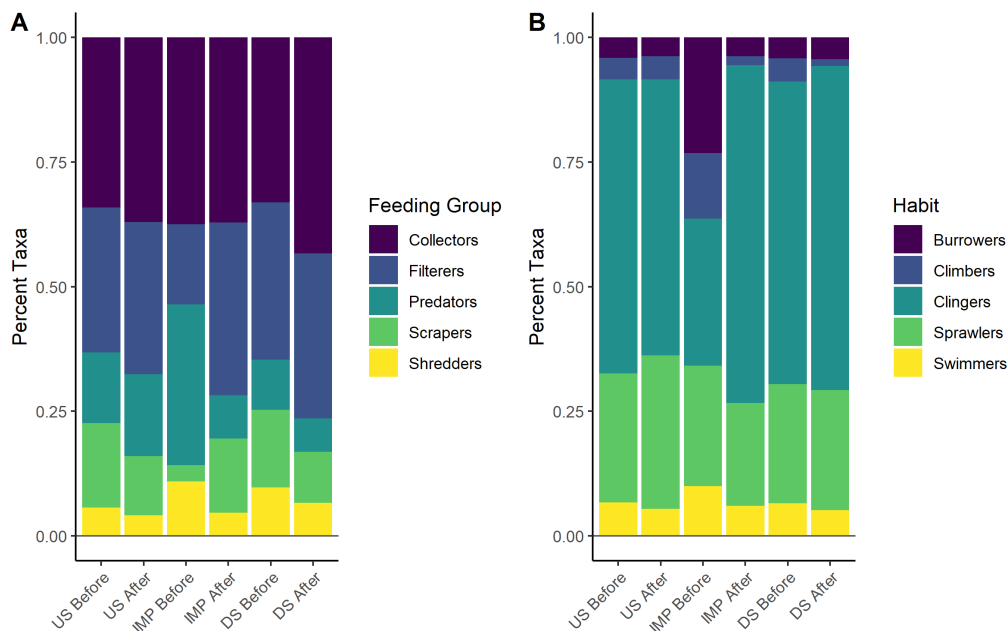 A
Percent Taxa
1.00
0.75
0.50
0.25
0.00
US Before
US After
IMP Before
IMP After
DS Before
DS After
Feeding Group
Collectors
Filterers
Predators
Scrapers
Shredders
B
Percent Taxa
1.00
0.75
0.50
0.25
0.00
US Before
US After
IMP Before
IMP After
DS Before
DS After
Habit
Burrowers
Climbers
Clingers
Sprawlers
Swimmers